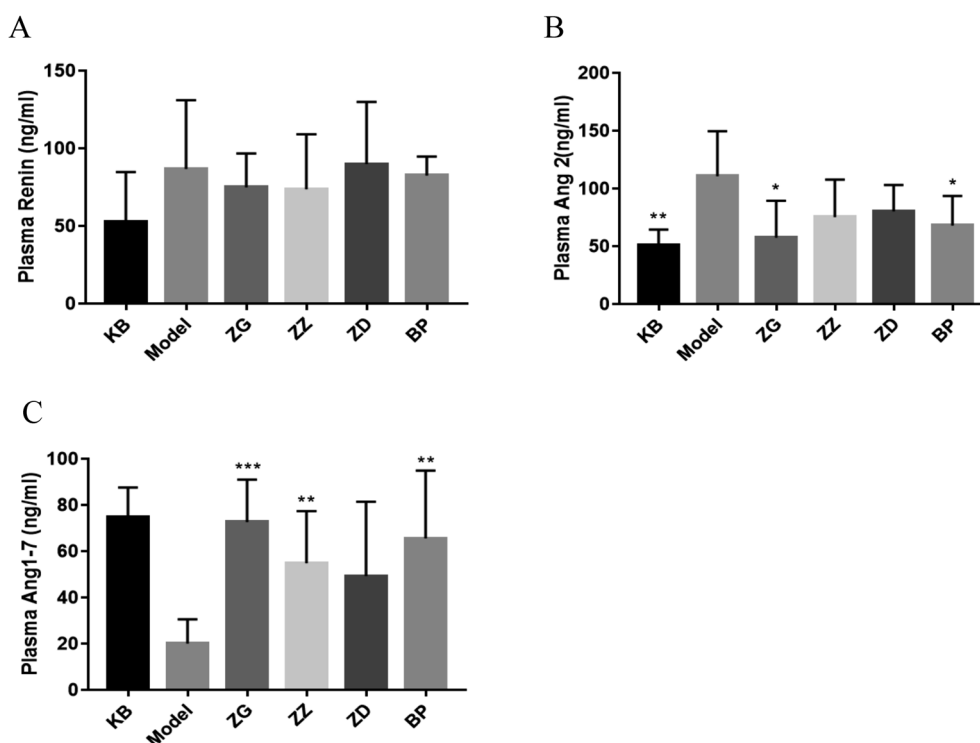 A
Plasma Renin (ng/ml)
150
100
50
0
KB
Model
ZG
ZZ
ZD
BP
B
Plasma Ang 2(ng/ml)
200
150
100
50
0
**
*
*
KB
Model
ZG
ZZ
ZD
BP
C
Plasma Ang1-7 (ng/ml)
100
80
60
40
20
0
***
**
**
KB
Model
ZG
ZZ
ZD
BP